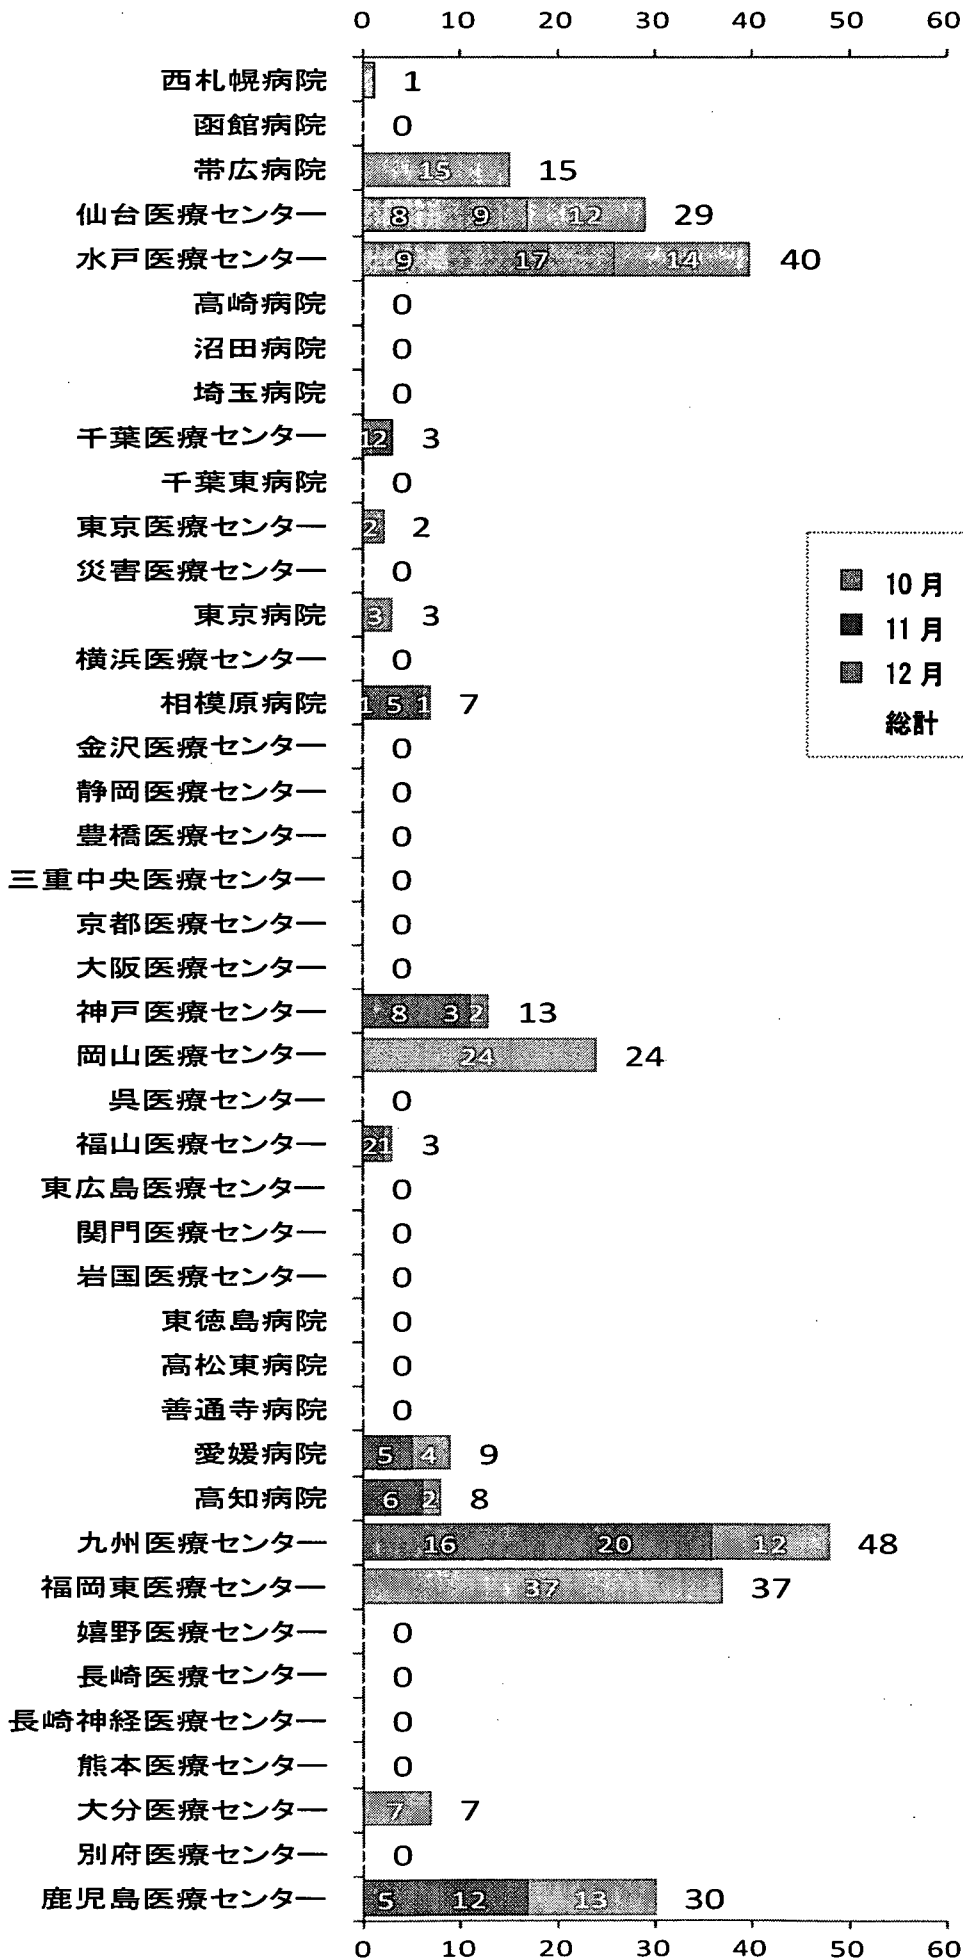 0 10 20 30 40 50 60
西札幌病院 1
函館病院 0
帯広病院 15 15
仙台医療センター 8 9 12 29
水戸医療センター 9 17 14 40
高崎病院 0
沼田病院 0
埼玉病院 0
千葉医療センター 1 2 3
千葉東病院 0
東京医療センター 2 2
災害医療センター 0
東京病院 3 3
横浜医療センター 0
相模原病院 1 5 1 7
金沢医療センター 0
静岡医療センター 0
豊橋医療センター 0
三重中央医療センター 0
京都医療センター 0
大阪医療センター 0
神戸医療センター 8 3 2 13
岡山医療センター 24 24
呉医療センター 0
福山医療センター 2 1 3
東広島医療センター 0
関門医療センター 0
岩国医療センター 0
東徳島病院 0
高松東病院 0
善通寺病院 0
愛媛病院 5 4 9
高知病院 6 2 8
九州医療センター 16 20 12 48
福岡東医療センター 37 37
嬉野医療センター 0
長崎医療センター 0
長崎神経医療センター 0
熊本医療センター 0
大分医療センター 7 7
別府医療センター 0
鹿児島医療センター 5 12 13 30
0 10 20 30 40 50 60
10月
11月
12月
総計